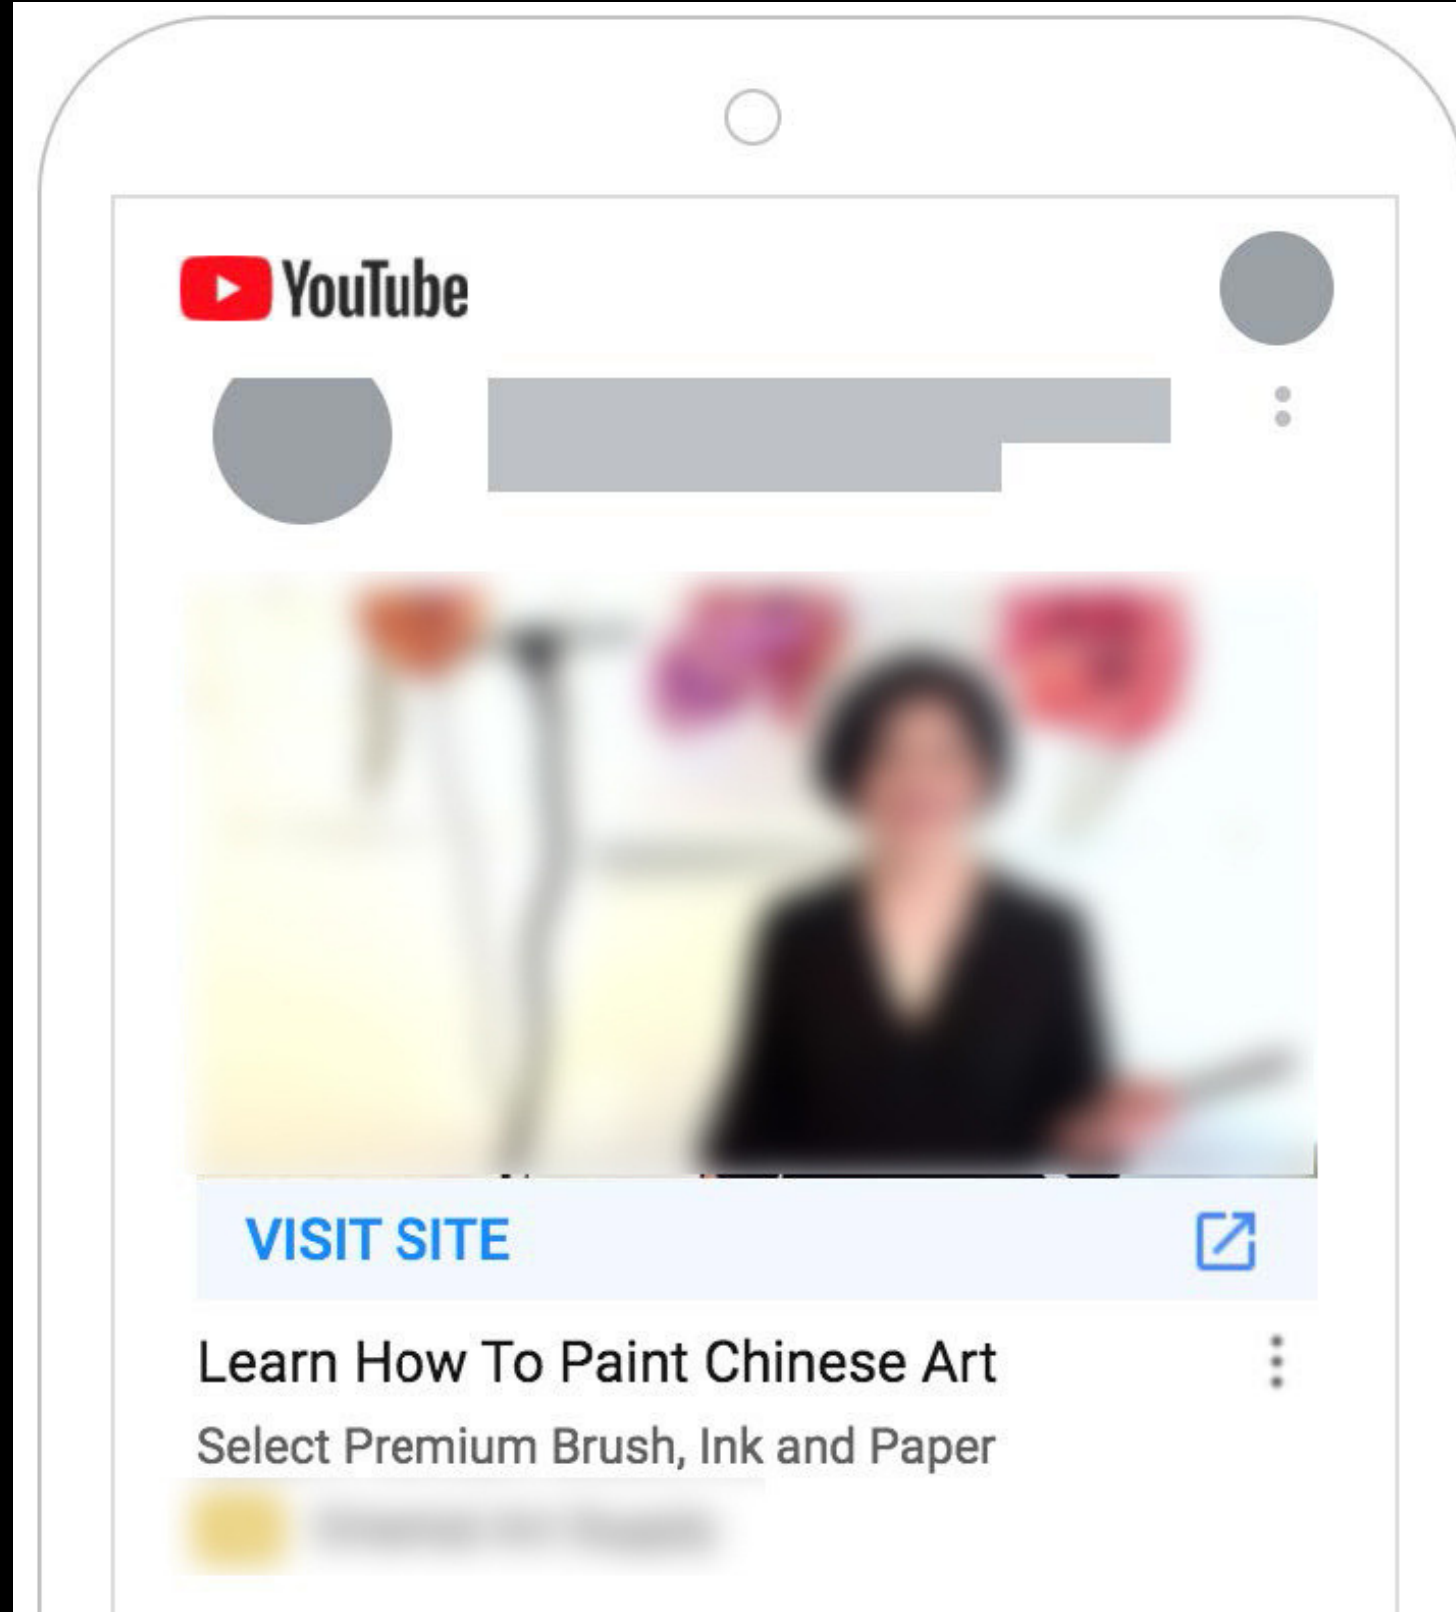 YouTube
VISIT SITE
Learn How To Paint Chinese Art
Select Premium Brush, Ink and Paper